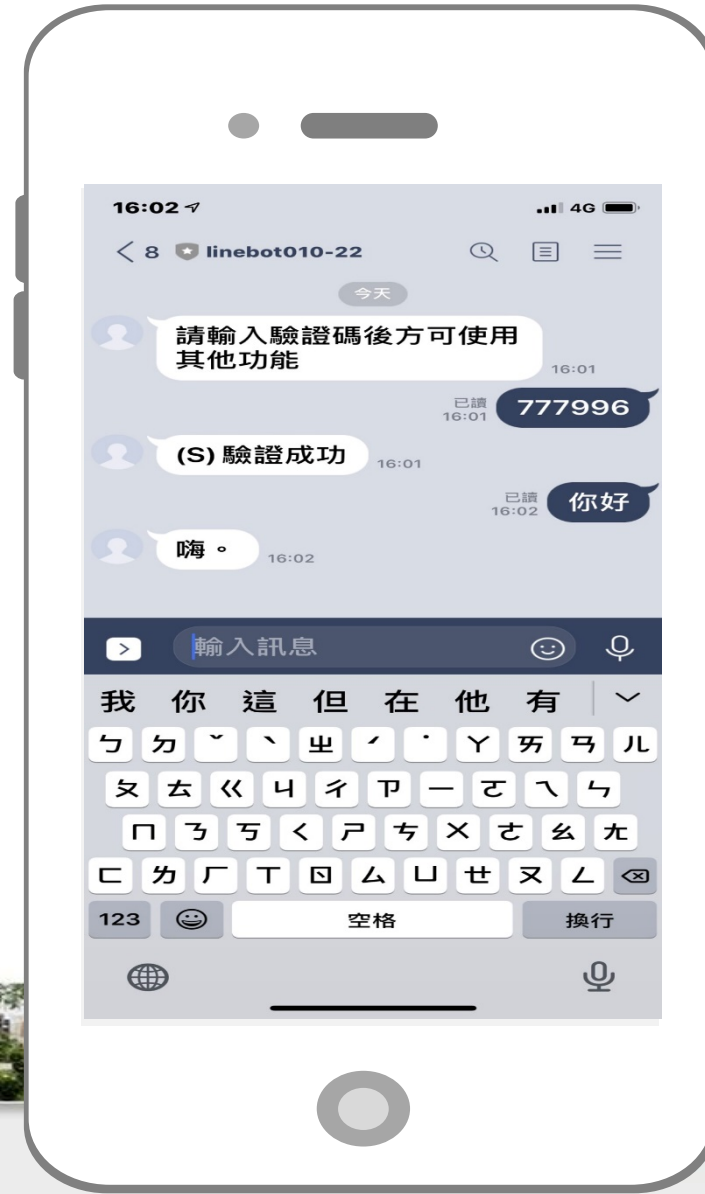 16:02 4G
8 linebot010-22
今天
請輸入驗證碼後方可使用
其他功能
16:01
已讀
16:01
777996
(S) 驗證成功
16:01
已讀
16:02
你好
嗨。
16:02
輸入訊息
我 你 這 但 在 他 有
ㄅ ㄉ ˇ ˋ ㄓ ˊ ˙ ㄚ ㄞ ㄢ ㄦ
ㄆ ㄊ ㄍ ㄐ ㄔ ㄗ ㄧ ㄛ ㄟ ㄣ
ㄇ ㄋ ㄎ ㄑ ㄕ ㄘ ㄨ ㄜ ㄠ ㄤ
ㄈ ㄌ ㄏ ㄒ ㄖ ㄙ ㄩ ㄝ ㄡ ㄥ
123 空格 換行